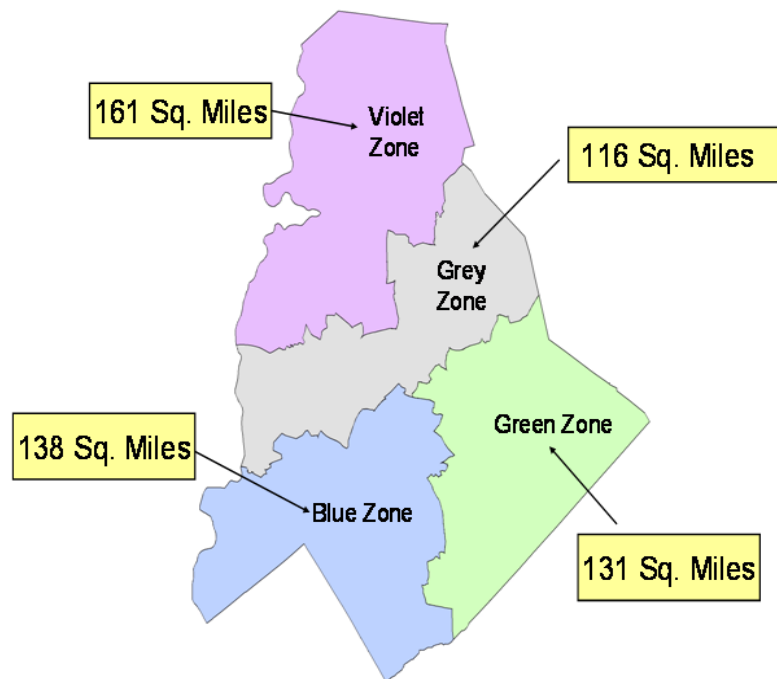 161 Sq. Miles
Violet
Zone
116 Sq. Miles
Grey
Zone
138 Sq. Miles
Green Zone
Blue Zone
131 Sq. Miles